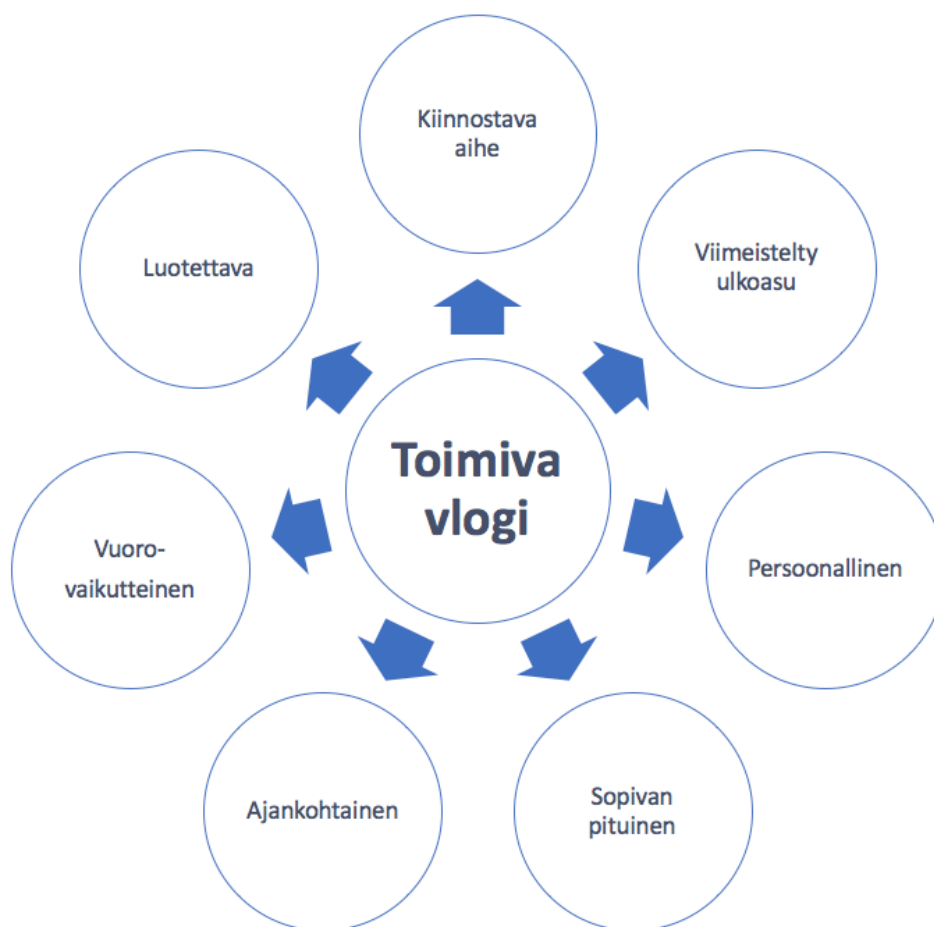 Kiinnostava
aihe
Viimeistelty
ulkoasu
Persoonallinen
Sopivan
pituinen
Ajankohtainen
Vuoro-
vaikutteinen
Luotettava
Toimiva
vlogi